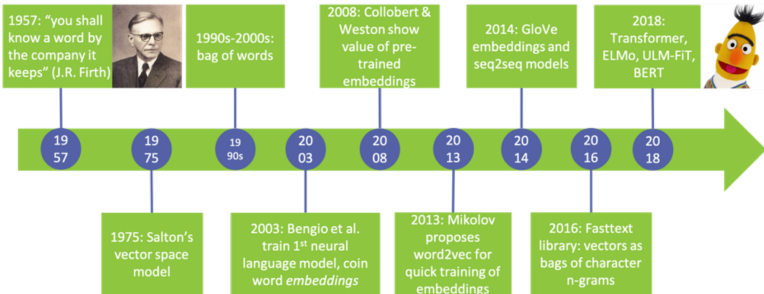 1957: “you shall
know a word by
the company it
keeps” (J.R. Firth)
1990s-2000s:
bag of words
2008: Collobert &
Weston show
value of pre-
trained
embeddings
2014: GloVe
embeddings and
seq2seq models
2018:
Transformer,
ELMo, ULM-FiT,
BERT
19
57
19
75
19
90s
20
03
20
08
20
13
20
14
20
16
20
18
1975: Salton’s
vector space
model
2003: Bengio et al.
train 1st neural
language model, coin
word embeddings
2013: Mikolov
proposes
word2vec for
quick training of
embeddings
2016: Fasttext
library: vectors as
bags of character
n-grams